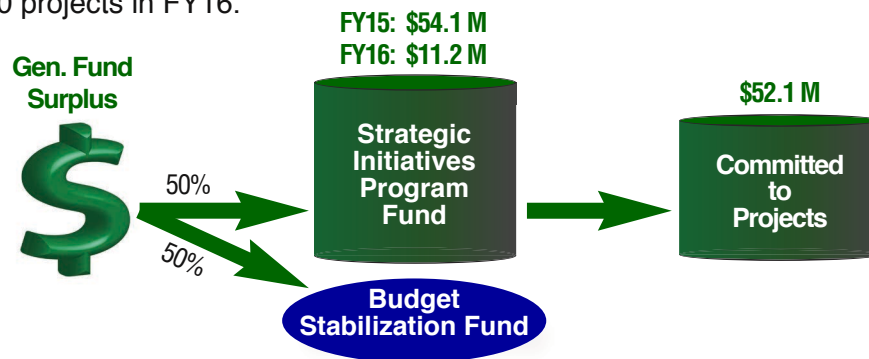 0 projects in FY16.
FY15: $54.1 M
FY16: $11.2 M
Gen. Fund
Surplus
$52.1 M
50%
50%
Strategic
Initiatives
Program
Fund
Committed
to
Projects
Budget
Stabilization Fund